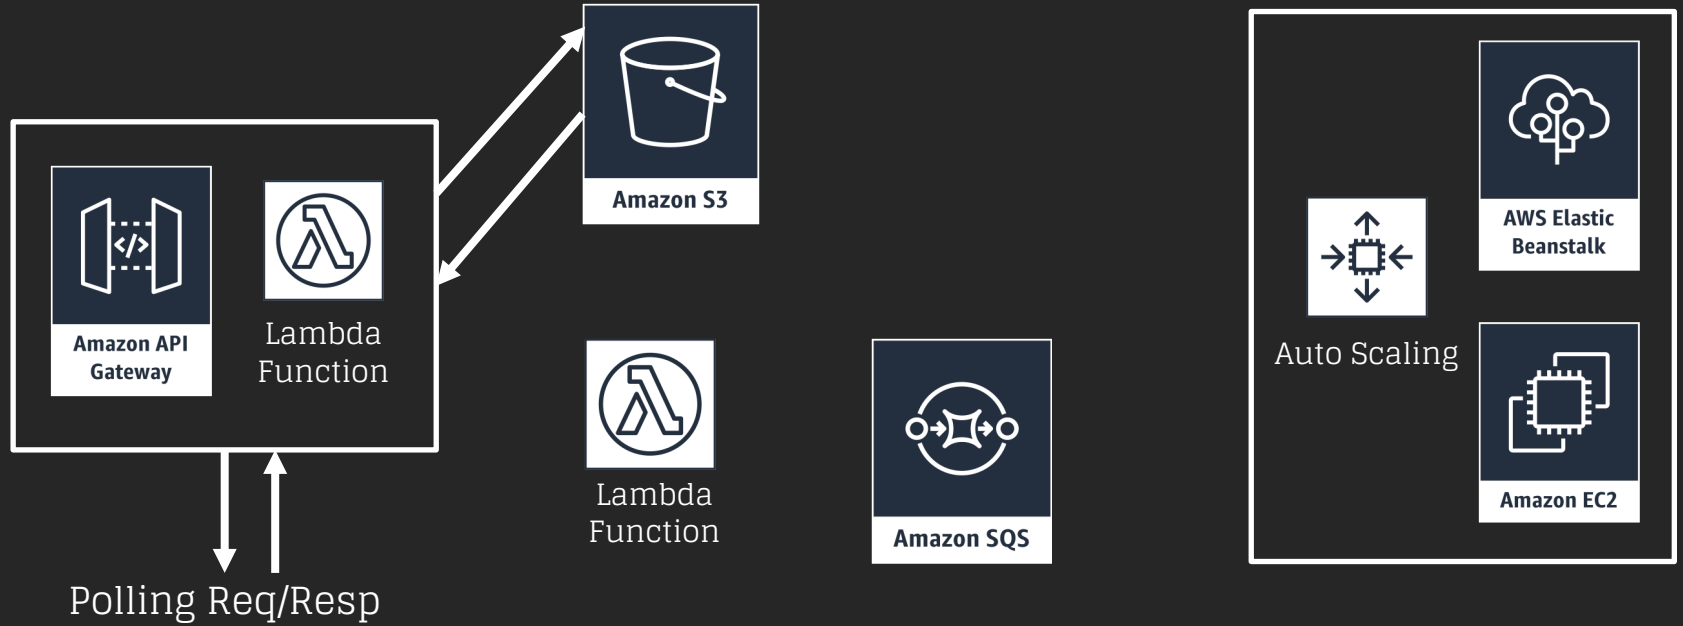 Amazon S3
</>
Amazon API
Gateway
Lambda
Function
Lambda
Function
Amazon SQS
Auto Scaling
AWS Elastic
Beanstalk
Amazon EC2
Polling Req/Resp